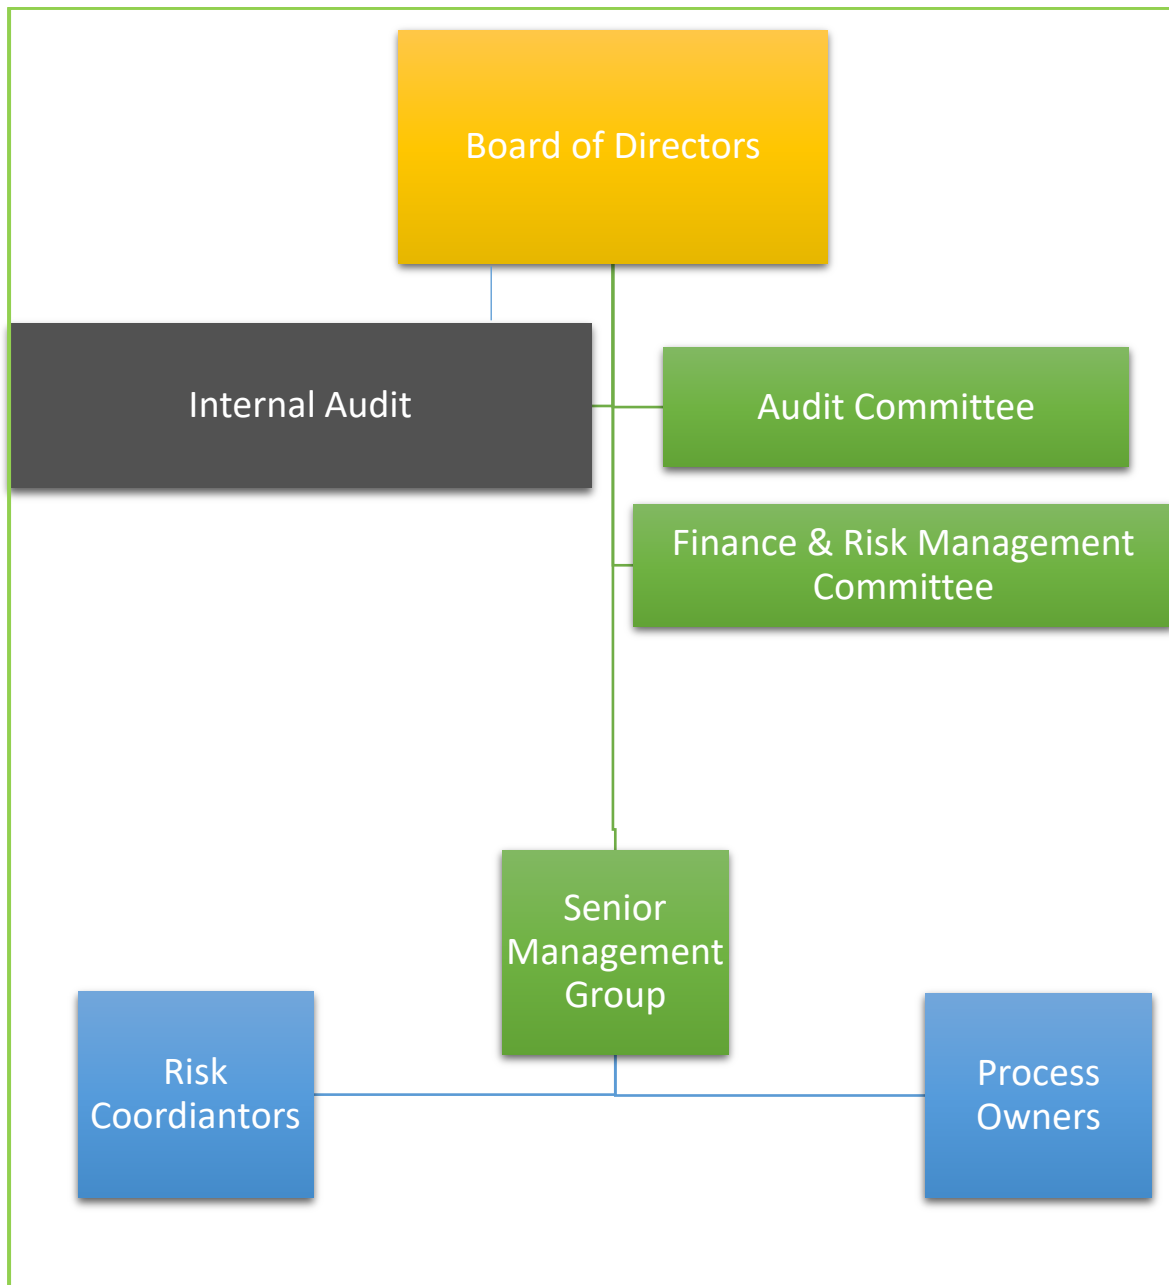 Board of Directors
Internal Audit
Audit Committee
Finance & Risk Management
Committee
Senior
Management
Group
Risk
Coordiantors
Process
Owners